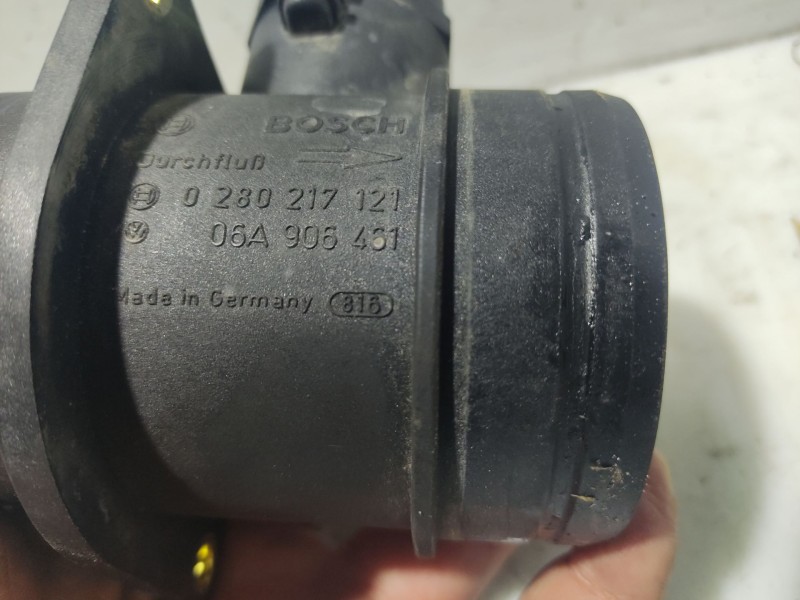 BOSCH
Durchfluß
0 280 217 121
06A 906 461
Made in Germany 816